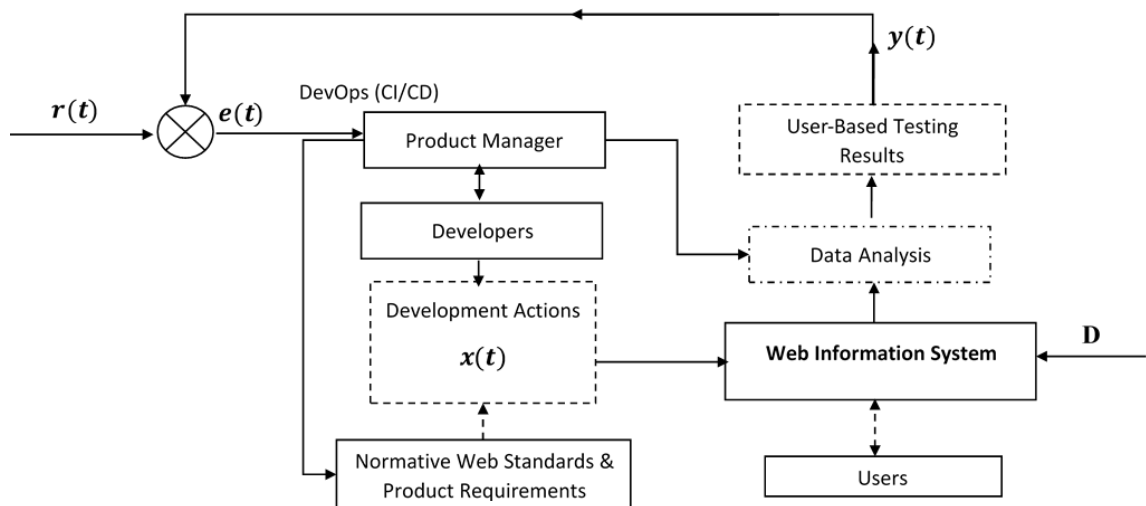 y(t)
DevOps (CI/CD)
r(t)
e(t)
Product Manager
User-Based Testing
Results
Developers
Data Analysis
Development Actions
x(t)
Web Information System
D
Normative Web Standards &
Product Requirements
Users